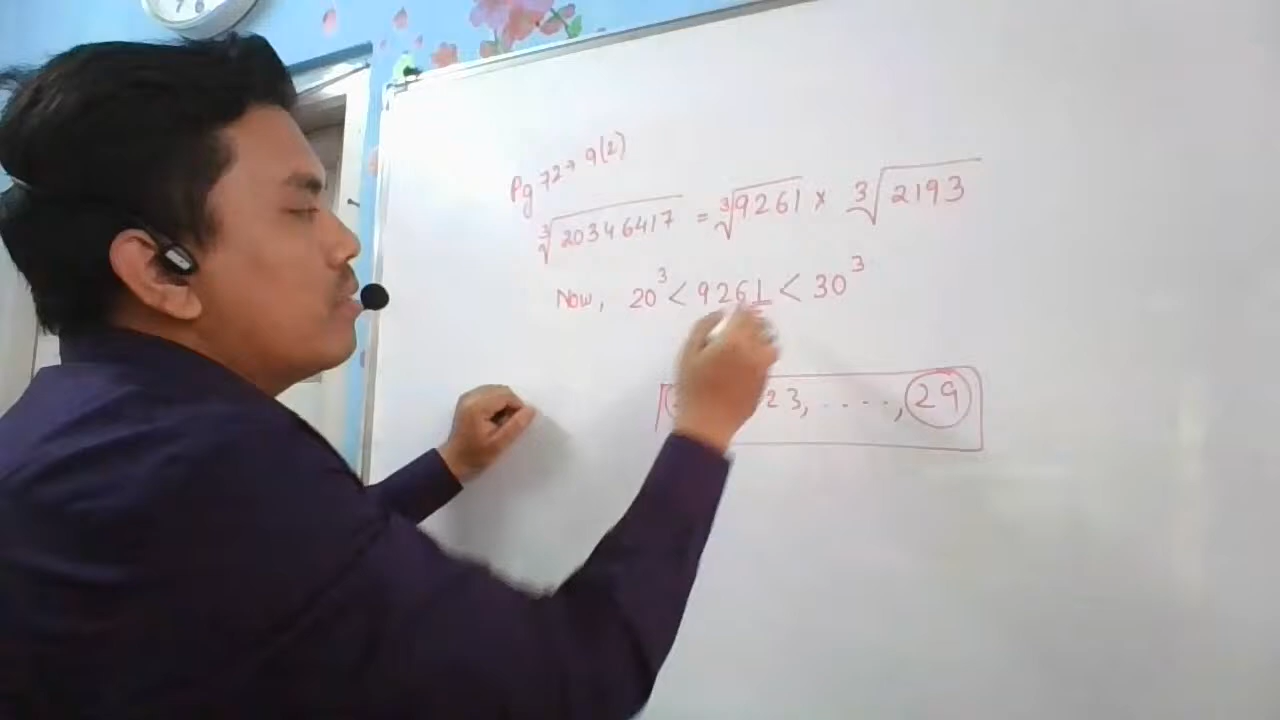 Pg 72 → 9(2)
∛20346417 = ∛9261 × ∛2193
Now, 20³ < 9261 < 30³
23, ....., 29